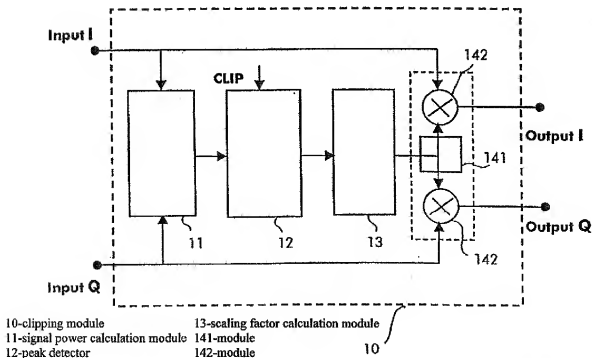 Input I
142
CLIP
Output I
141
11
12
13
Output Q
142
Input Q
10-clipping module
13-scaling factor calculation module
11-signal power calculation module
141-module
12-peak detector
142-module
10